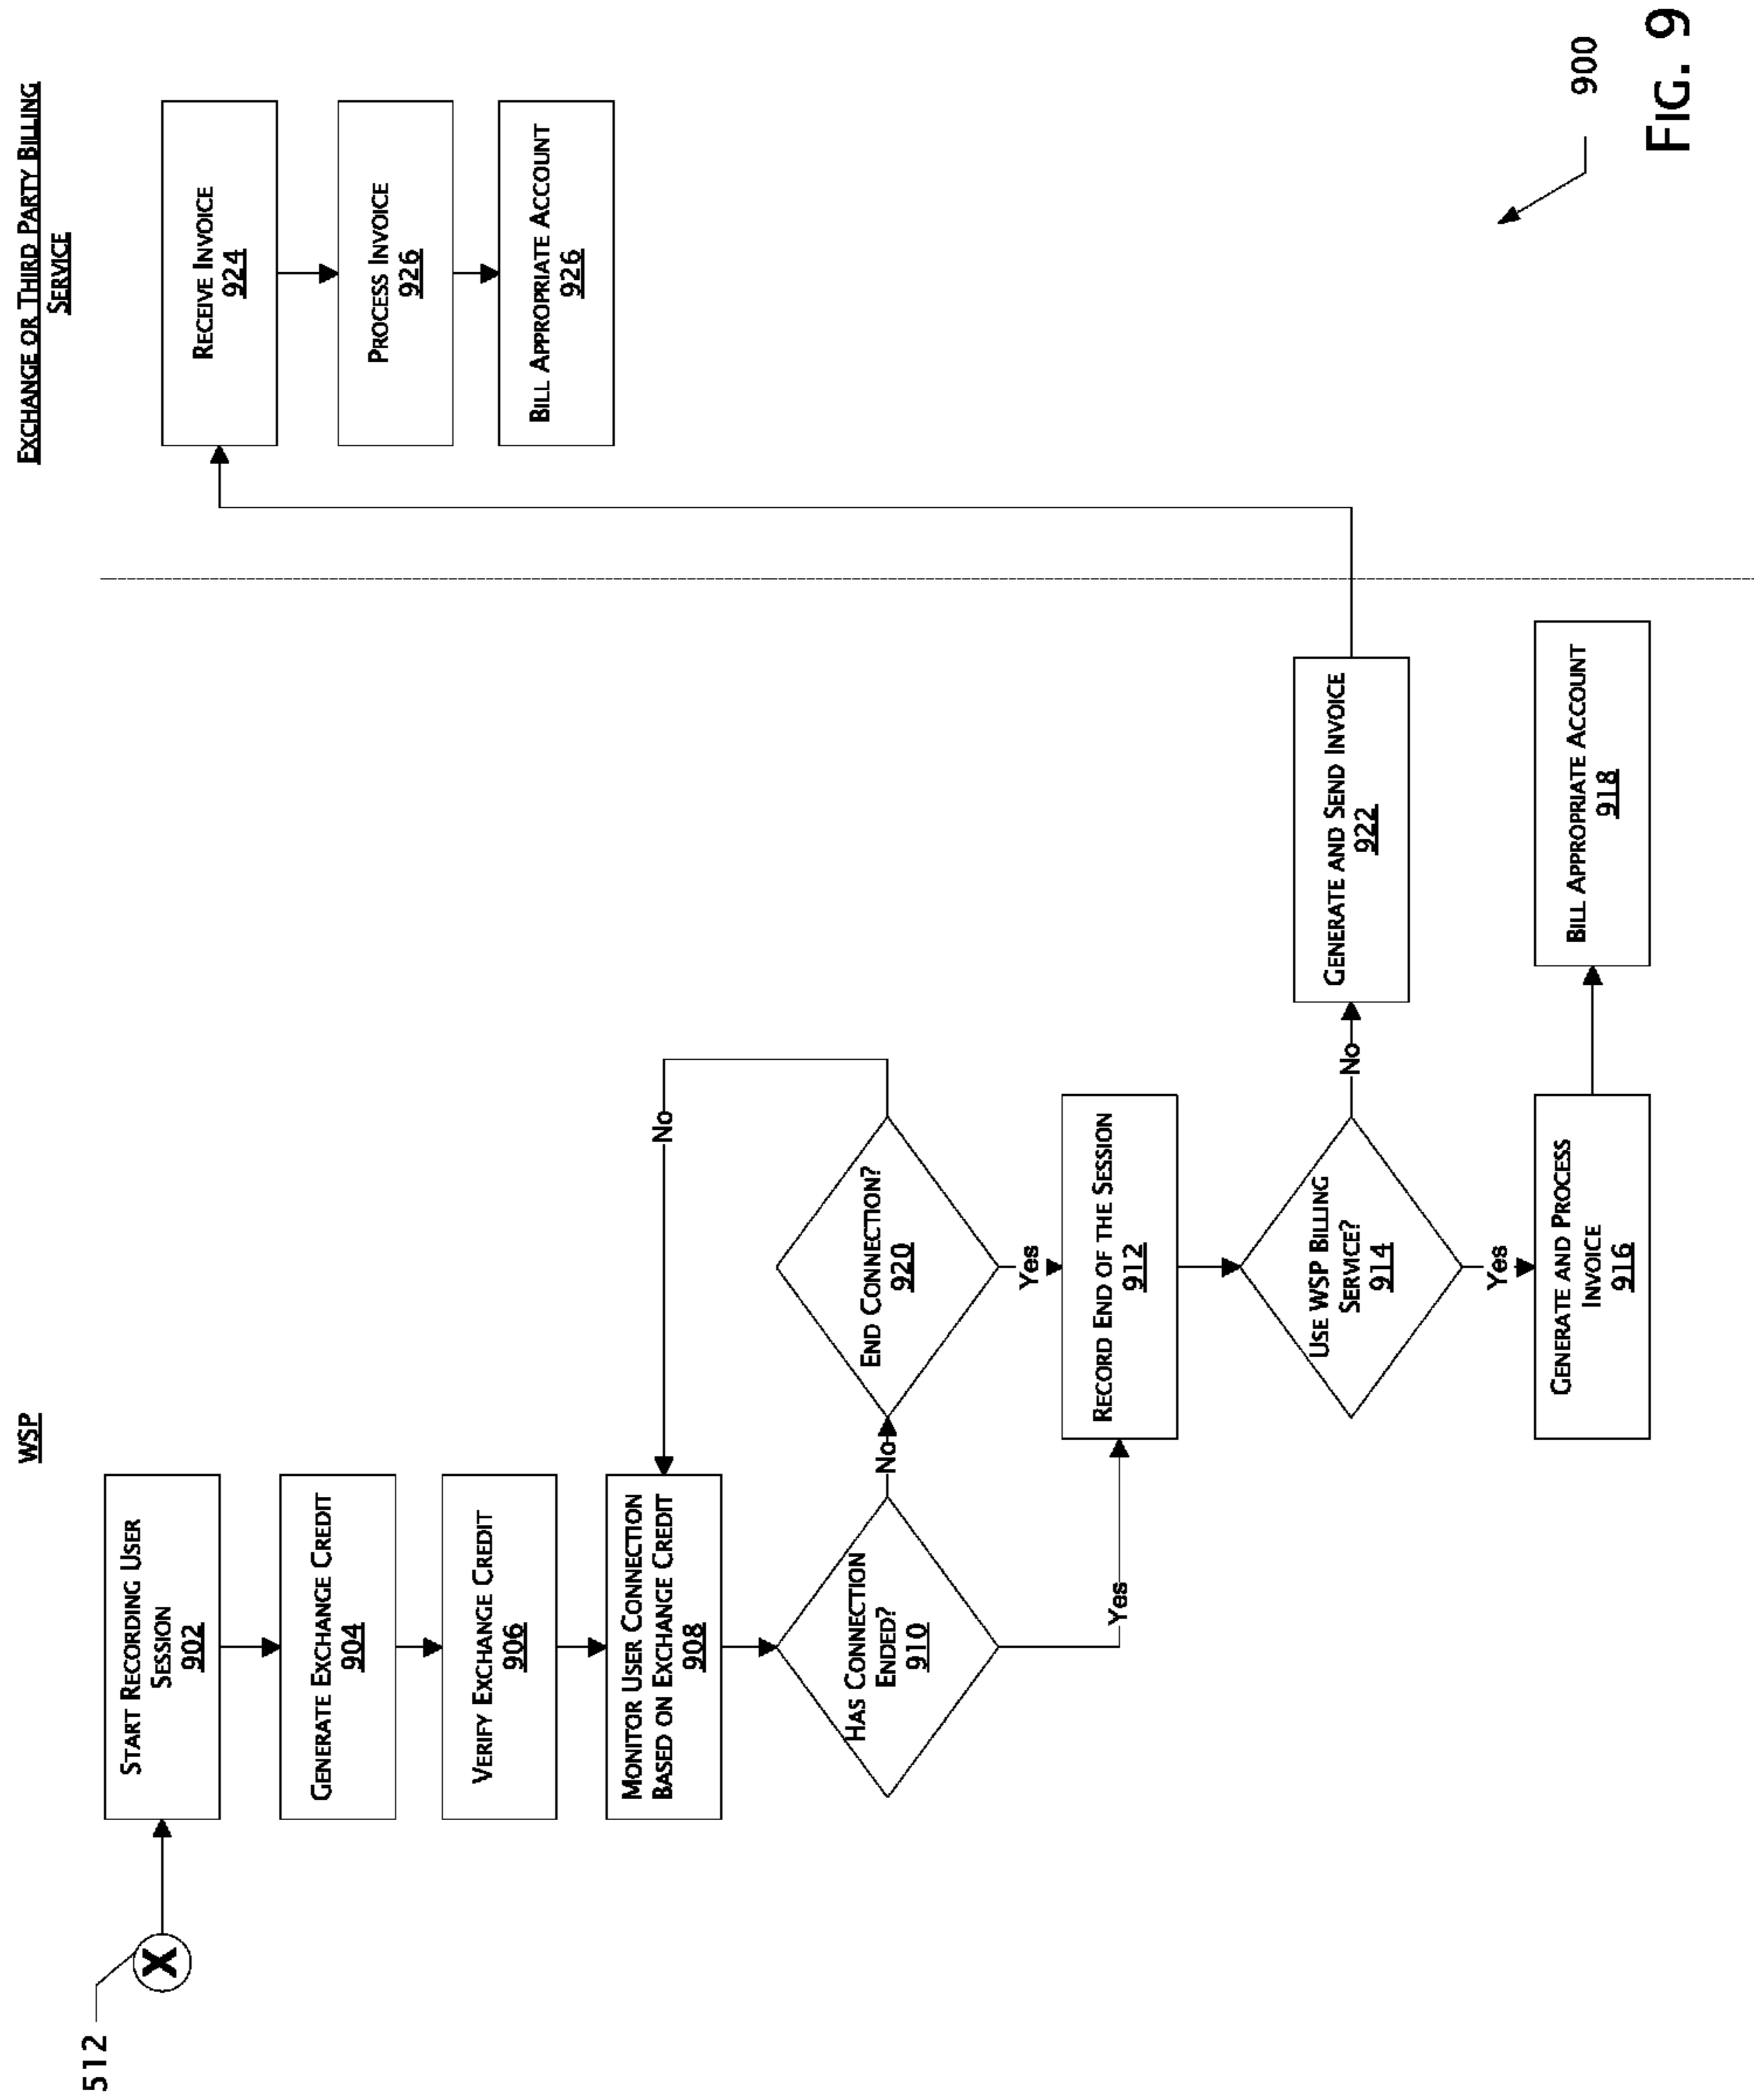 WSP
EXCHANGE OR THIRD PARTY BILLING
SERVICE
512
X
START RECORDING USER
SESSION
902
GENERATE EXCHANGE CREDIT
904
VERIFY EXCHANGE CREDIT
906
MONITOR USER CONNECTION
BASED ON EXCHANGE CREDIT
908
No
HAS CONNECTION
ENDED?
910
No
END CONNECTION?
920
Yes
Yes
RECORD END OF THE SESSION
912
USE WSP BILLING
SERVICE?
914
No
GENERATE AND SEND INVOICE
922
Yes
GENERATE AND PROCESS
INVOICE
916
BILL APPROPRIATE ACCOUNT
918
RECEIVE INVOICE
924
PROCESS INVOICE
926
BILL APPROPRIATE ACCOUNT
926
900
FIG. 9